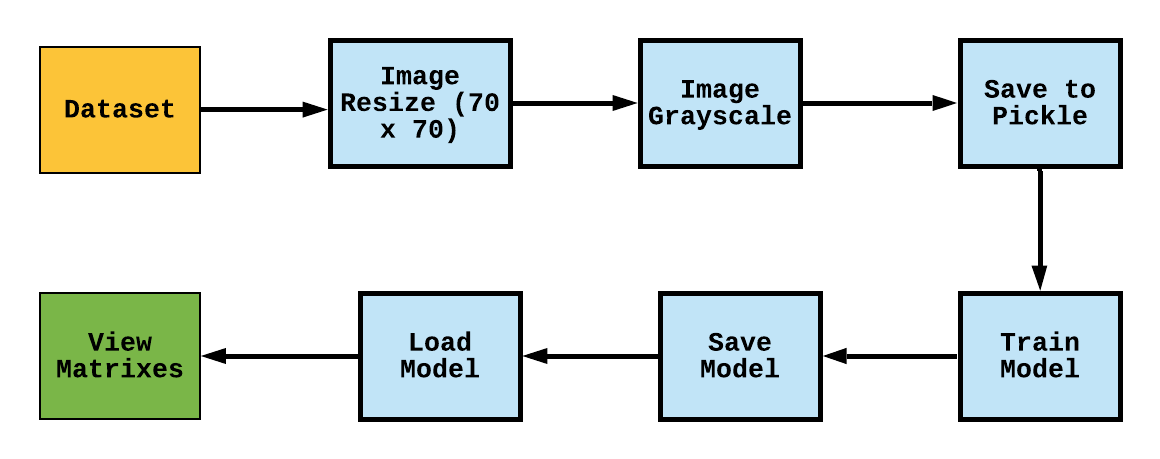 Dataset
Image
Resize (70
x 70)
Image
Grayscale
Save to
Pickle
Train
Model
Save
Model
Load
Model
View
Matrixes